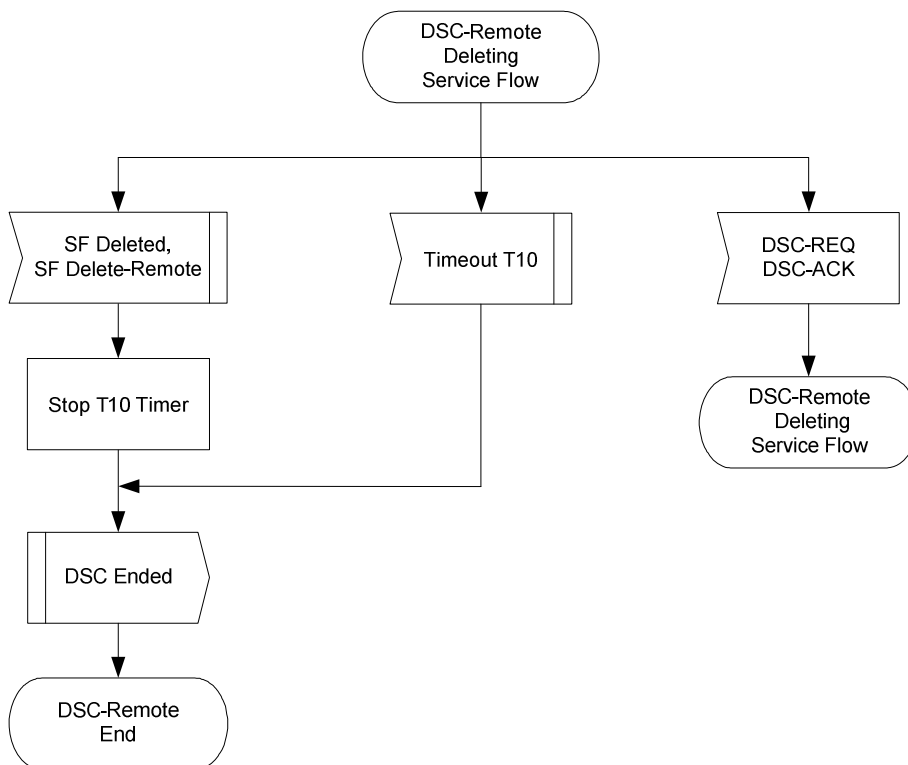 DSC-Remote
Deleting
Service Flow
SF Deleted,
SF Delete-Remote
Timeout T10
DSC-REQ
DSC-ACK
Stop T10 Timer
DSC-Remote
Deleting
Service Flow
DSC Ended
DSC-Remote
End